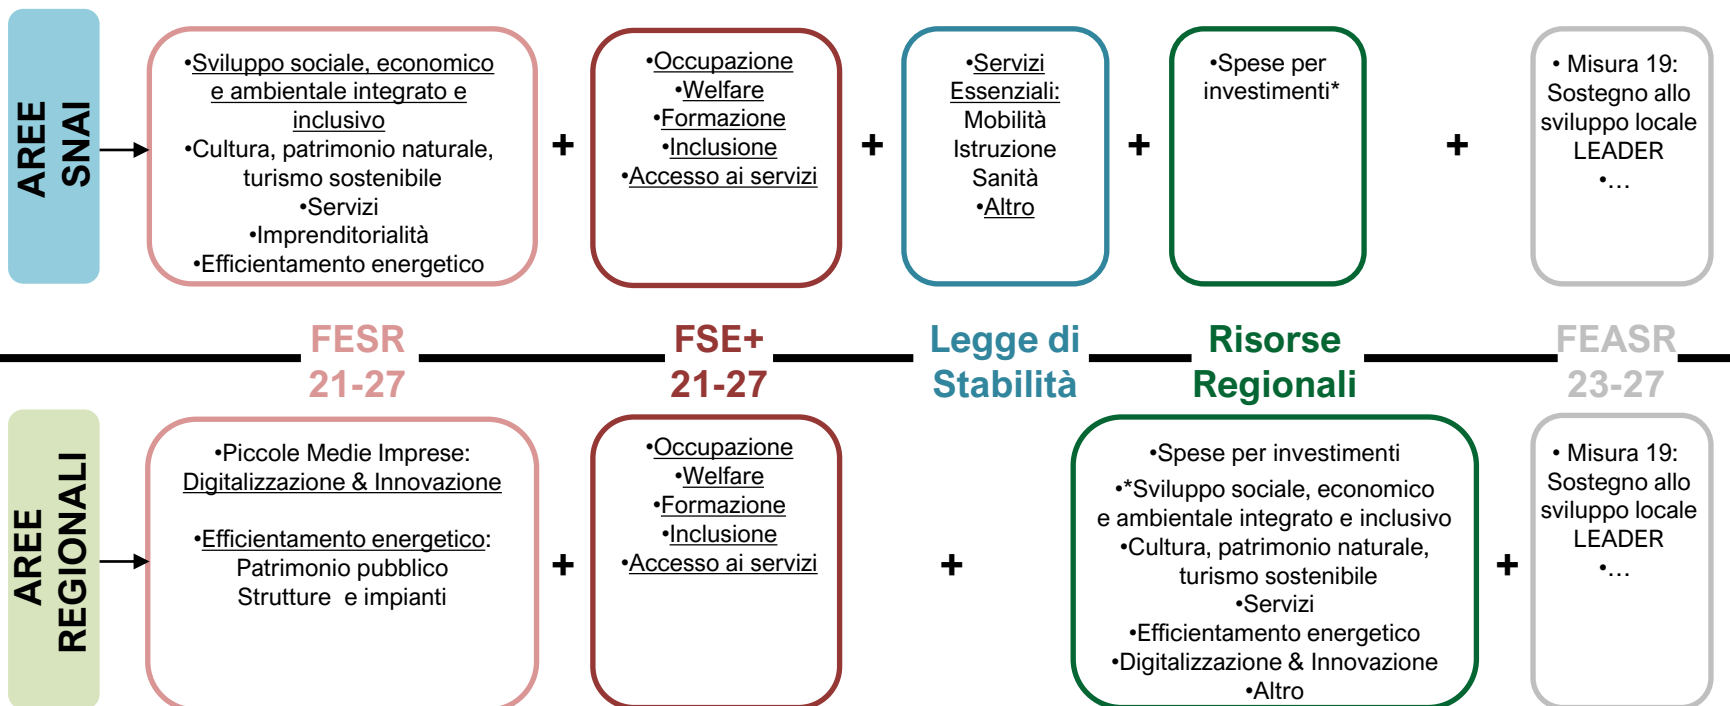 AREE
SNAI
•Sviluppo sociale, economico
e ambientale integrato e
inclusivo
•Cultura, patrimonio naturale,
turismo sostenibile
•Servizi
•Imprenditorialità
•Efficientamento energetico
+
•Occupazione
•Welfare
•Formazione
•Inclusione
•Accesso ai servizi
+
•Servizi
Essenziali:
Mobilità
Istruzione
Sanità
•Altro
+
•Spese per
investimenti*
+
• Misura 19:
Sostegno allo
sviluppo locale
LEADER
•…
FESR
21-27
FSE+
21-27
Legge di
Stabilità
Risorse
Regionali
FEASR
23-27
AREE
REGIONALI
•Piccole Medie Imprese:
Digitalizzazione & Innovazione
•Efficientamento energetico:
Patrimonio pubblico
Strutture e impianti
+
•Occupazione
•Welfare
•Formazione
•Inclusione
•Accesso ai servizi
+
•Spese per investimenti
•*Sviluppo sociale, economico
e ambientale integrato e inclusivo
•Cultura, patrimonio naturale,
turismo sostenibile
•Servizi
•Efficientamento energetico
•Digitalizzazione & Innovazione
•Altro
+
• Misura 19:
Sostegno allo
sviluppo locale
LEADER
•…